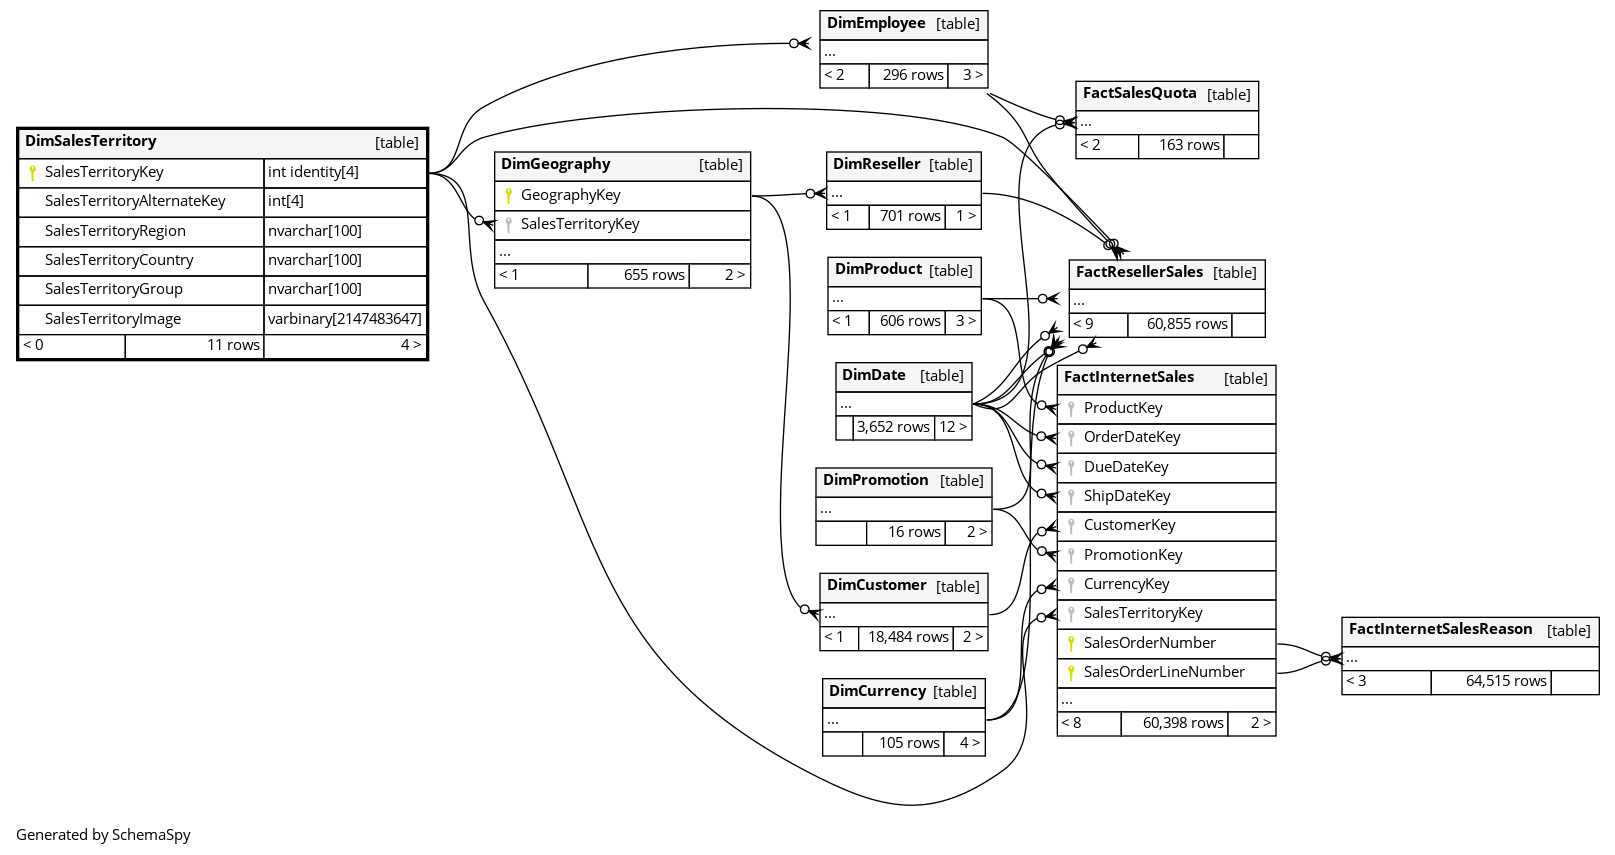 DimSalesTerritory [table]
SalesTerritoryKey int identity[4]
SalesTerritoryAlternateKey int[4]
SalesTerritoryRegion nvarchar[100]
SalesTerritoryCountry nvarchar[100]
SalesTerritoryGroup nvarchar[100]
SalesTerritoryImage varbinary[2147483647]
< 0 11 rows 4 >
DimGeography [table]
GeographyKey
SalesTerritoryKey
...
< 1 655 rows 2 >
DimEmployee [table]
...
< 2 296 rows 3 >
DimReseller [table]
...
< 1 701 rows 1 >
DimProduct [table]
...
< 1 606 rows 3 >
DimDate [table]
...
3,652 rows 12 >
DimPromotion [table]
...
16 rows 2 >
DimCustomer [table]
...
< 1 18,484 rows 2 >
DimCurrency [table]
...
105 rows 4 >
FactSalesQuota [table]
...
< 2 163 rows
FactResellerSales [table]
...
< 9 60,855 rows
FactInternetSales [table]
ProductKey
OrderDateKey
DueDateKey
ShipDateKey
CustomerKey
PromotionKey
CurrencyKey
SalesTerritoryKey
SalesOrderNumber
SalesOrderLineNumber
...
< 8 60,398 rows 2 >
FactInternetSalesReason [table]
...
< 3 64,515 rows
Generated by SchemaSpy